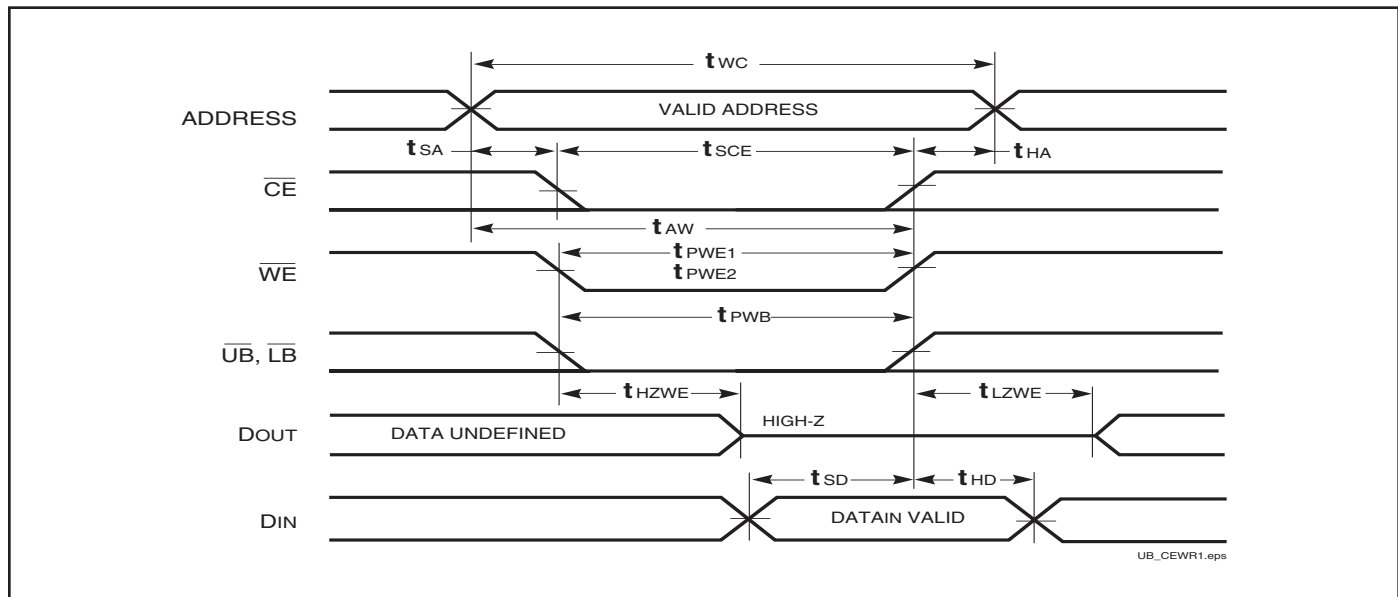 tWC
ADDRESS
VALID ADDRESS
tSA
tSCE
tHA
CE
tAW
tPWE1
WE
tPWE2
tPWB
UB, LB
tHZWE
tLZWE
DOUT
DATA UNDEFINED
HIGH-Z
tSD
tHD
DIN
DATAIN VALID
UB_CEWR1.eps